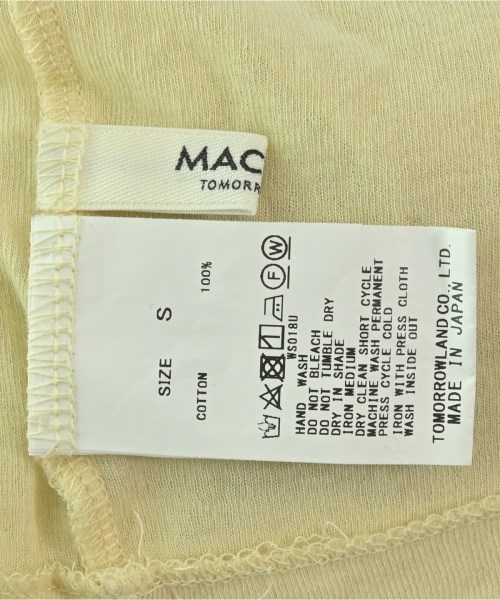 MAC
TOMORR
SIZE S
COTTON 100%
WS018U
HAND WASH
DO NOT BLEACH
DO NOT TUMBLE DRY
DRY IN SHADE
IRON MEDIUM
DRY CLEAN SHORT CYCLE
MACHINE WASH PERMANENT
PRESS CYCLE COLD
IRON WITH PRESS CLOTH
WASH INSIDE OUT
TOMORROWLAND CO., LTD.
MADE IN JAPAN